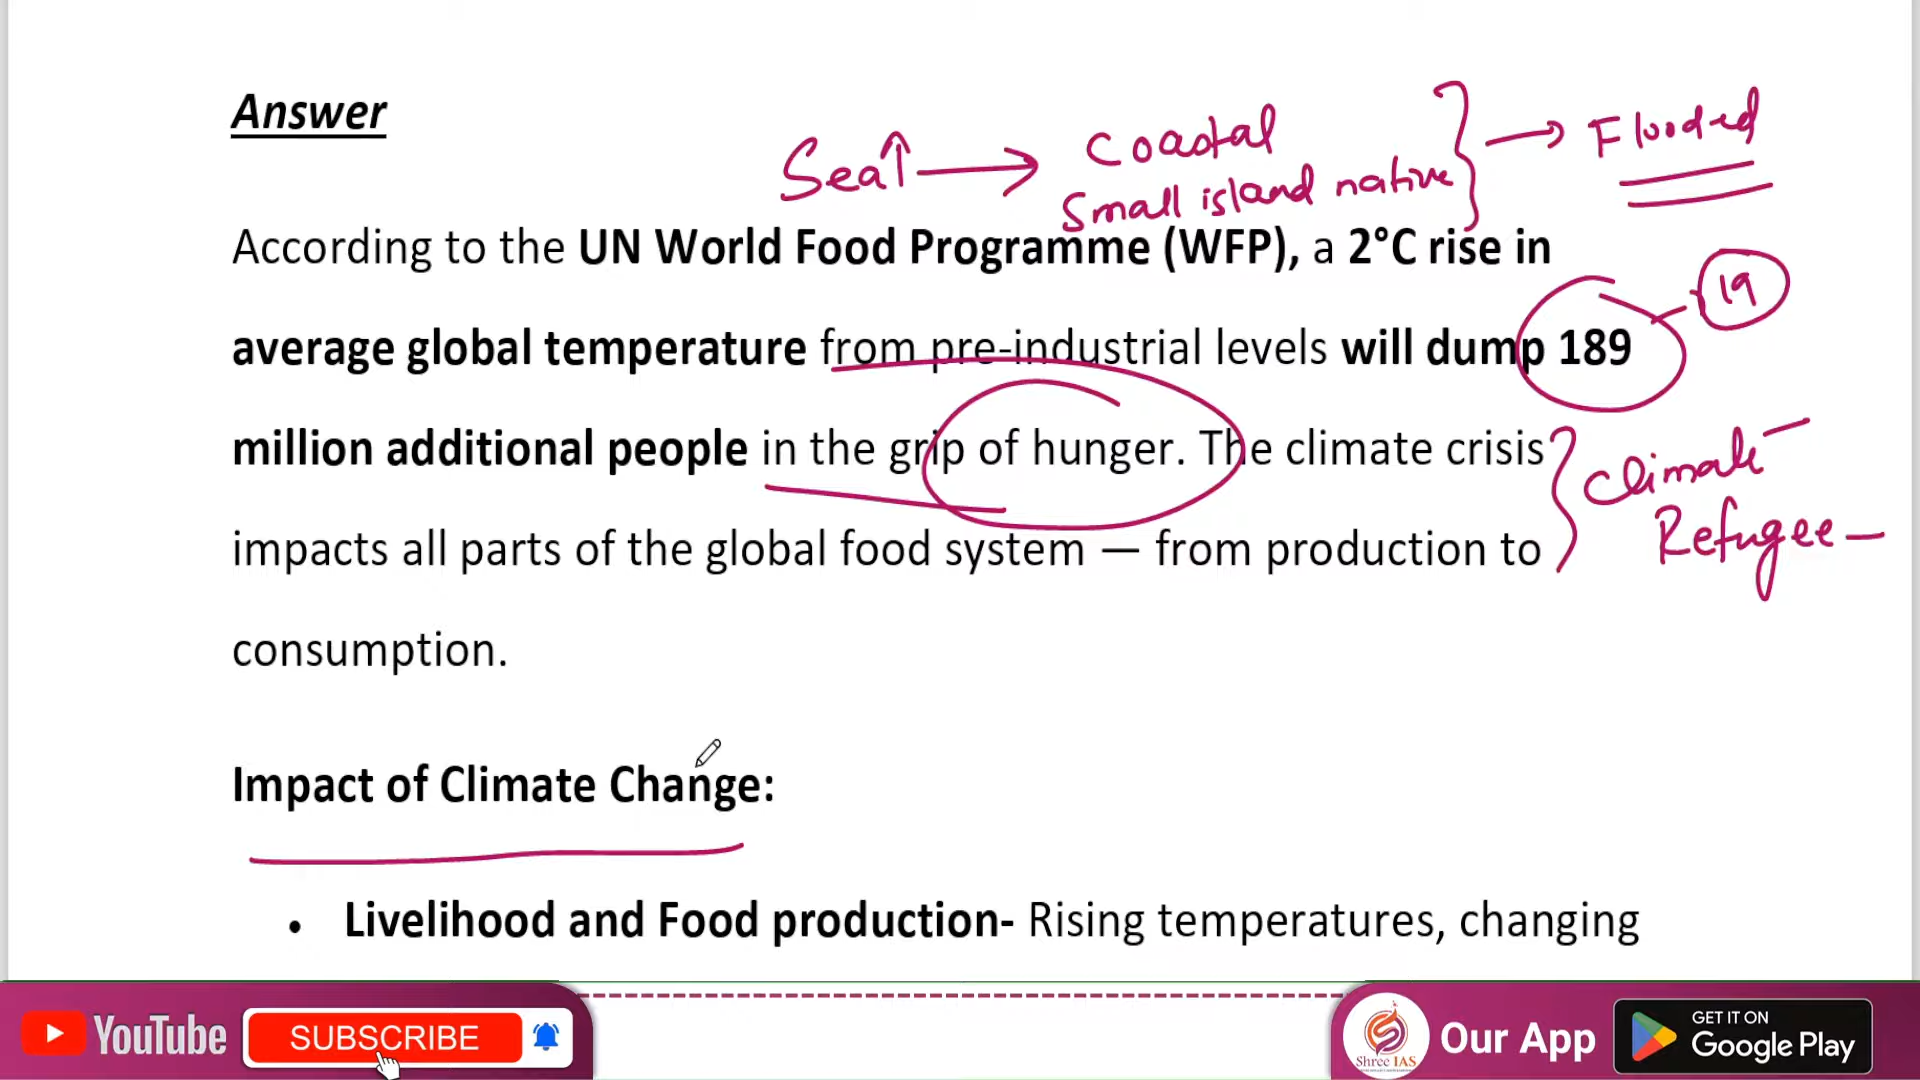 Answer
Sea↑ → Coastal
Small island native
→ Flooded
According to the UN World Food Programme (WFP), a 2°C rise in
19
average global temperature from pre-industrial levels will dump 189
million additional people in the grip of hunger. The climate crisis
Climate
Refugee
impacts all parts of the global food system — from production to
consumption.
Impact of Climate Change:
• Livelihood and Food production- Rising temperatures, changing
YouTube
SUBSCRIBE
Shree IAS
Our App
GET IT ON
Google Play